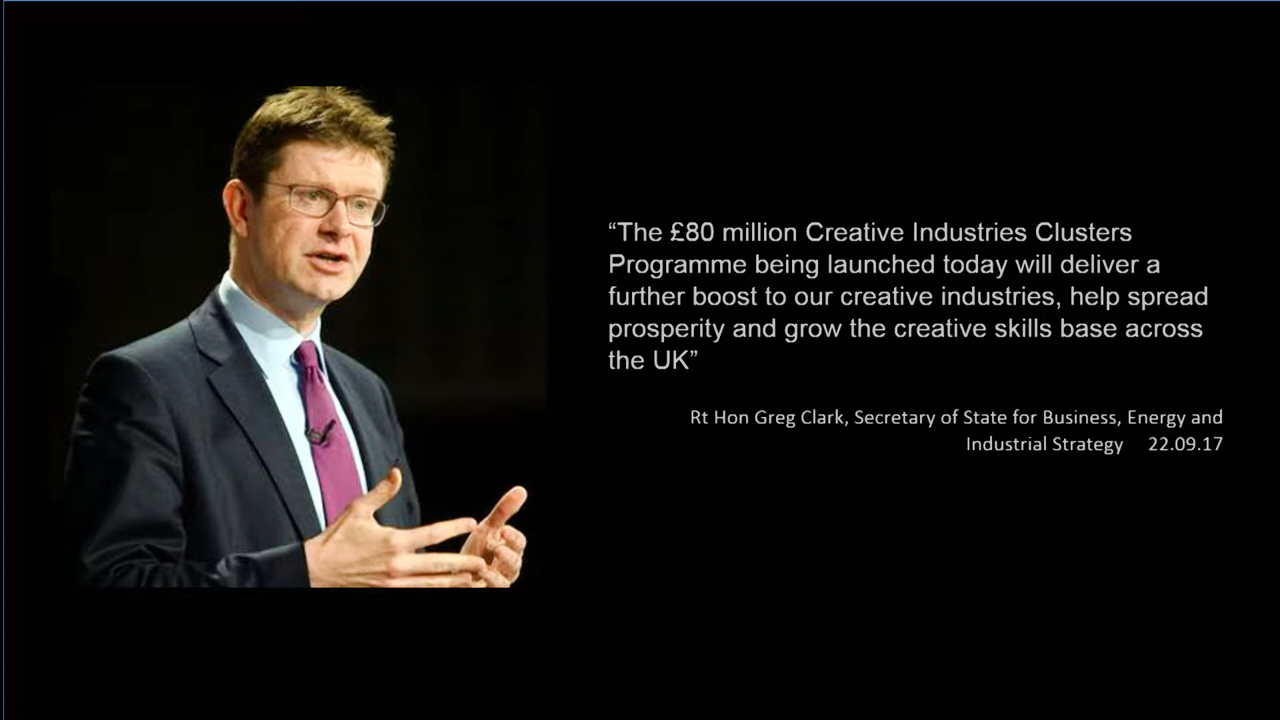 “The £80 million Creative Industries Clusters
Programme being launched today will deliver a
further boost to our creative industries, help spread
prosperity and grow the creative skills base across
the UK”
Rt Hon Greg Clark, Secretary of State for Business, Energy and
Industrial Strategy 22.09.17